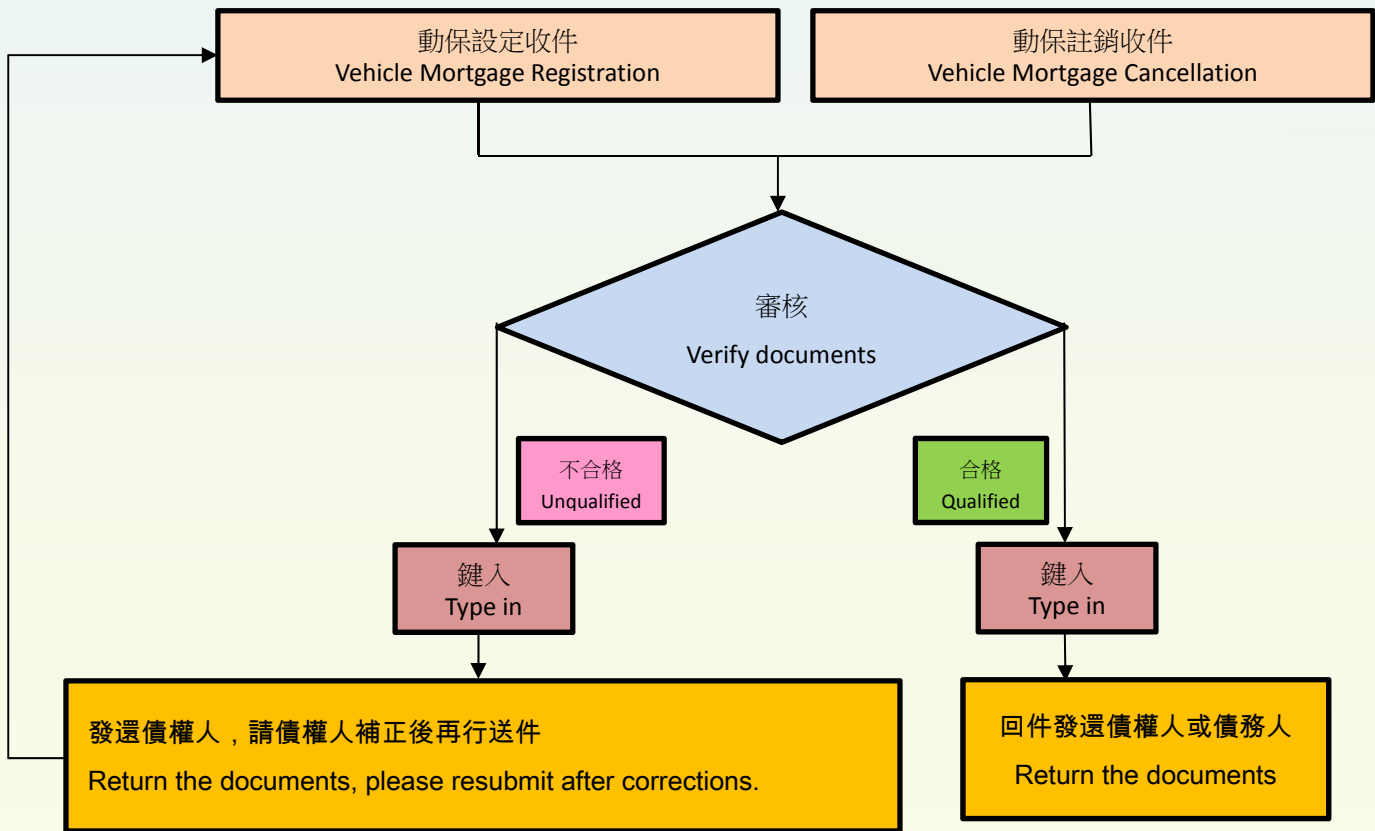 動保設定收件
Vehicle Mortgage Registration
動保註銷收件
Vehicle Mortgage Cancellation
審核
Verify documents
不合格
Unqualified
合格
Qualified
鍵入
Type in
鍵入
Type in
發還債權人，請債權人補正後再行送件
Return the documents, please resubmit after corrections.
回件發還債權人或債務人
Return the documents